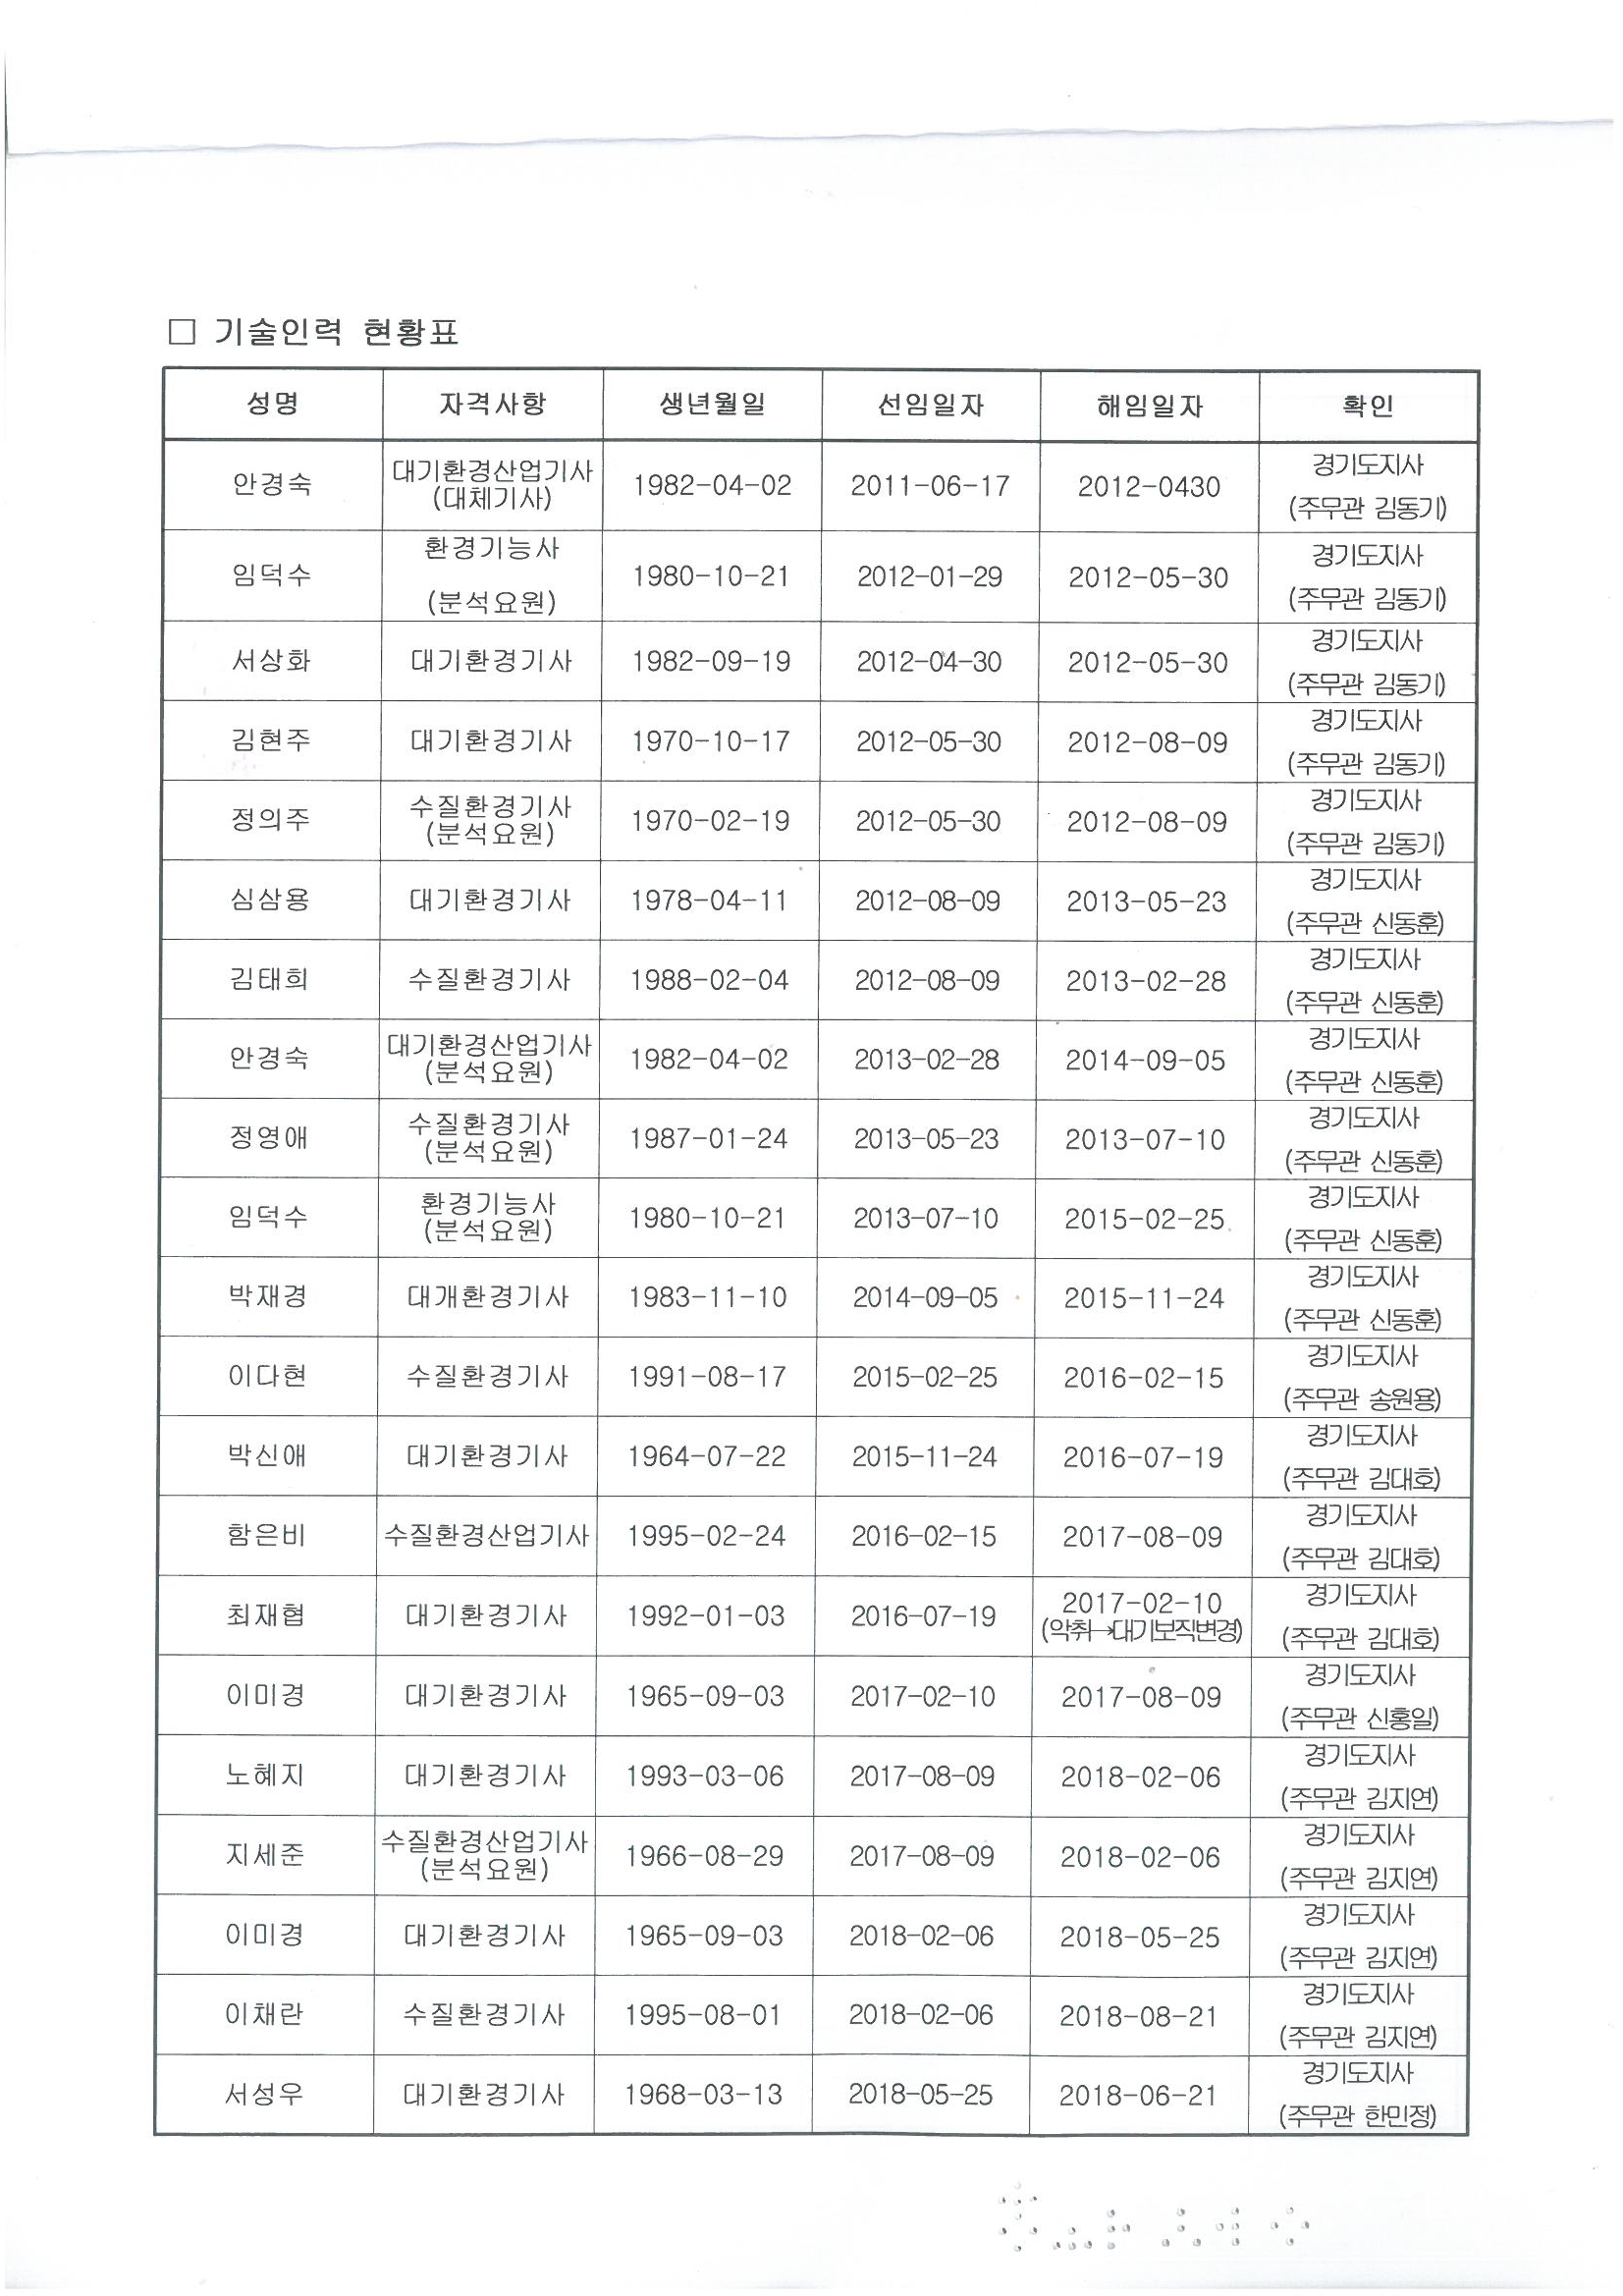 □ 기술인력 현황표
성명 자격사항 생년월일 선임일자 해임일자 확인
안경숙 대기환경산업기사 (대체기사) 1982-04-02 2011-06-17 2012-0430 경기도지사 (주무관 김동기)
임덕수 환경기능사 (분석요원) 1980-10-21 2012-01-29 2012-05-30 경기도지사 (주무관 김동기)
서상화 대기환경기사 1982-09-19 2012-04-30 2012-05-30 경기도지사 (주무관 김동기)
김현주 대기환경기사 1970-10-17 2012-05-30 2012-08-09 경기도지사 (주무관 김동기)
정의주 수질환경기사 (분석요원) 1970-02-19 2012-05-30 2012-08-09 경기도지사 (주무관 김동기)
심삼용 대기환경기사 1978-04-11 2012-08-09 2013-05-23 경기도지사 (주무관 신동훈)
김태희 수질환경기사 1988-02-04 2012-08-09 2013-02-28 경기도지사 (주무관 신동훈)
안경숙 대기환경산업기사 (분석요원) 1982-04-02 2013-02-28 2014-09-05 경기도지사 (주무관 신동훈)
정영애 수질환경기사 (분석요원) 1987-01-24 2013-05-23 2013-07-10 경기도지사 (주무관 신동훈)
임덕수 환경기능사 (분석요원) 1980-10-21 2013-07-10 2015-02-25 경기도지사 (주무관 신동훈)
박재경 대개환경기사 1983-11-10 2014-09-05 2015-11-24 경기도지사 (주무관 신동훈)
이다현 수질환경기사 1991-08-17 2015-02-25 2016-02-15 경기도지사 (주무관 송원용)
박신애 대기환경기사 1964-07-22 2015-11-24 2016-07-19 경기도지사 (주무관 김대호)
함은비 수질환경산업기사 1995-02-24 2016-02-15 2017-08-09 경기도지사 (주무관 김대호)
최재협 대기환경기사 1992-01-03 2016-07-19 2017-02-10 (악취→대기보직변경) 경기도지사 (주무관 김대호)
이미경 대기환경기사 1965-09-03 2017-02-10 2017-08-09 경기도지사 (주무관 신홍일)
노혜지 대기환경기사 1993-03-06 2017-08-09 2018-02-06 경기도지사 (주무관 김지연)
지세준 수질환경산업기사 (분석요원) 1966-08-29 2017-08-09 2018-02-06 경기도지사 (주무관 김지연)
이미경 대기환경기사 1965-09-03 2018-02-06 2018-05-25 경기도지사 (주무관 김지연)
이채란 수질환경기사 1995-08-01 2018-02-06 2018-08-21 경기도지사 (주무관 김지연)
서성우 대기환경기사 1968-03-13 2018-05-25 2018-06-21 경기도지사 (주무관 한민정)